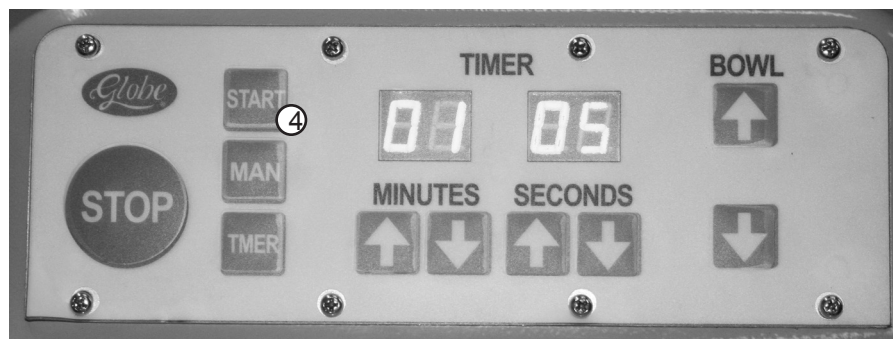 Globe
START
4
MAN
STOP
TMER
TIMER
01 05
MINUTES SECONDS
BOWL